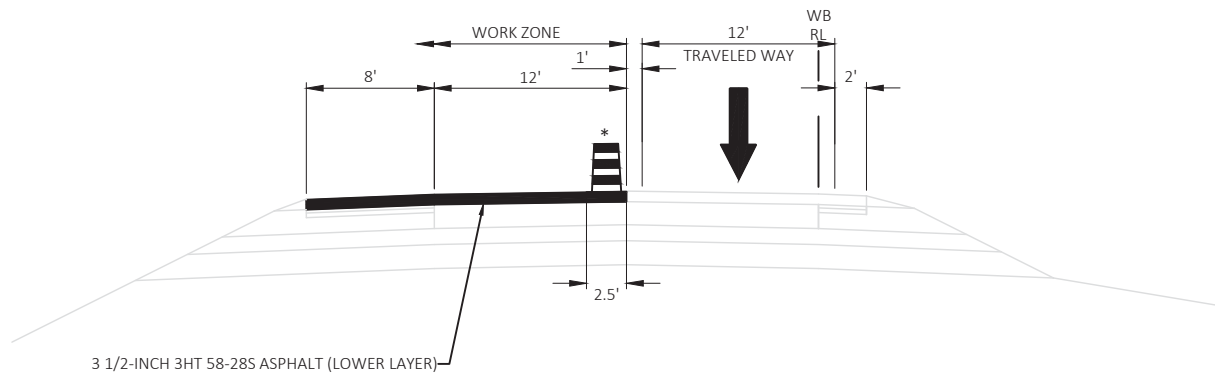 WORK ZONE
12'
WB
RL
1'
TRAVELED WAY
8'
12'
2'
*
2.5'
3 1/2-INCH 3HT 58-28S ASPHALT (LOWER LAYER)